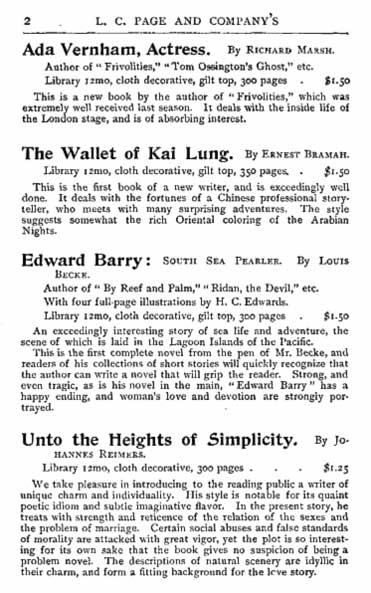 2 L. C. PAGE AND COMPANY'S
Ada Vernham, Actress. By RICHARD MARSH.
Author of "Frivolities," "Tom Ossington's Ghost," etc.
Library 12mo, cloth decorative, gilt top, 300 pages . $1.50
This is a new book by the author of "Frivolities," which was
extremely well received last season. It deals with the inside life of
the London stage, and is of absorbing interest.
The Wallet of Kai Lung. By ERNEST BRAMAH.
Library 12mo, cloth decorative, gilt top, 350 pages. . $1.50
This is the first book of a new writer, and is exceedingly well
done. It deals with the fortunes of a Chinese professional story-
teller, who meets with many surprising adventures. The style
suggests somewhat the rich Oriental coloring of the Arabian
Nights.
Edward Barry: SOUTH SEA PEARLER. By LOUIS
BECKE.
Author of "By Reef and Palm," "Ridan, the Devil," etc.
With four full-page illustrations by H. C. Edwards.
Library 12mo, cloth decorative, gilt top, 300 pages . $1.50
An exceedingly interesting story of sea life and adventure, the
scene of which is laid in the Lagoon Islands of the Pacific.
This is the first complete novel from the pen of Mr. Becke, and
readers of his collections of short stories will quickly recognize that
the author can write a novel that will grip the reader. Strong, and
even tragic, as is his novel in the main, "Edward Barry" has a
happy ending, and woman's love and devotion are strongly por-
trayed.
Unto the Heights of Simplicity. By JO-
HANNES REIMERS.
Library 12mo, cloth decorative, 300 pages . . . $1.25
We take pleasure in introducing to the reading public a writer of
unique charm and individuality. His style is notable for its quaint
poetic idiom and subtle imaginative flavor. In the present story, he
treats with strength and reticence of the relation of the sexes and
the problem of marriage. Certain social abuses and false standards
of morality are attacked with great vigor, yet the plot is so interest-
ing for its own sake that the book gives no suspicion of being a
problem novel. The descriptions of natural scenery are idyllic in
their charm, and form a fitting background for the love story.